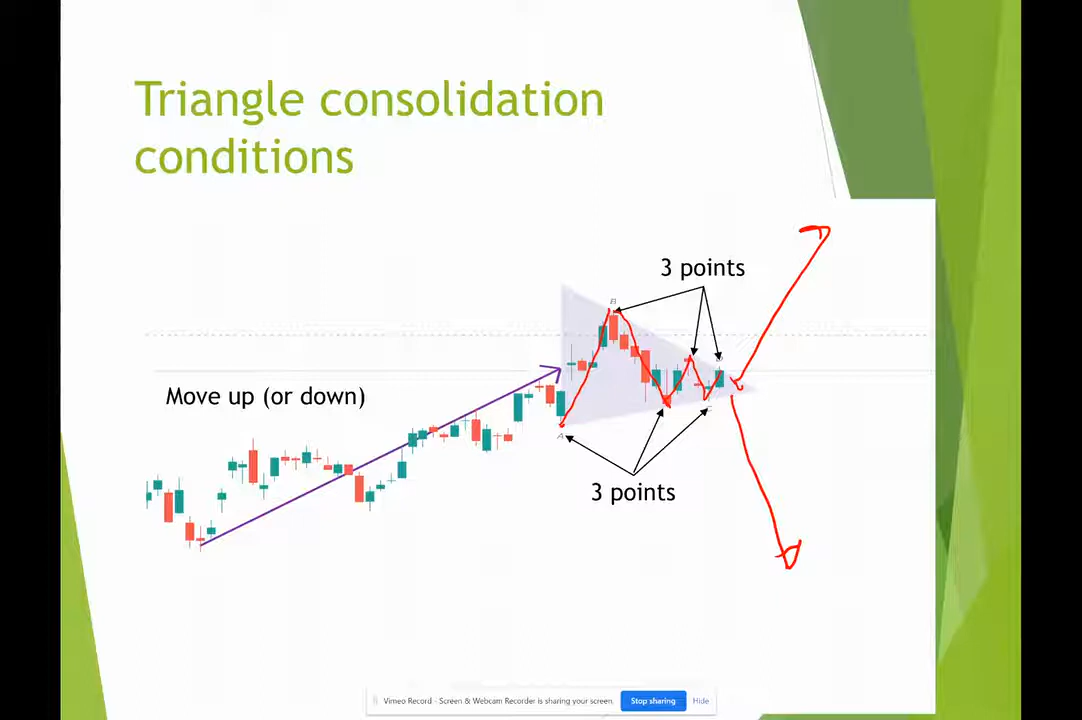 Triangle consolidation
conditions
3 points
B
Move up (or down)
A
3 points
Vimeo Record - Screen & Webcam Recorder is sharing your screen.
Stop sharing
Hide